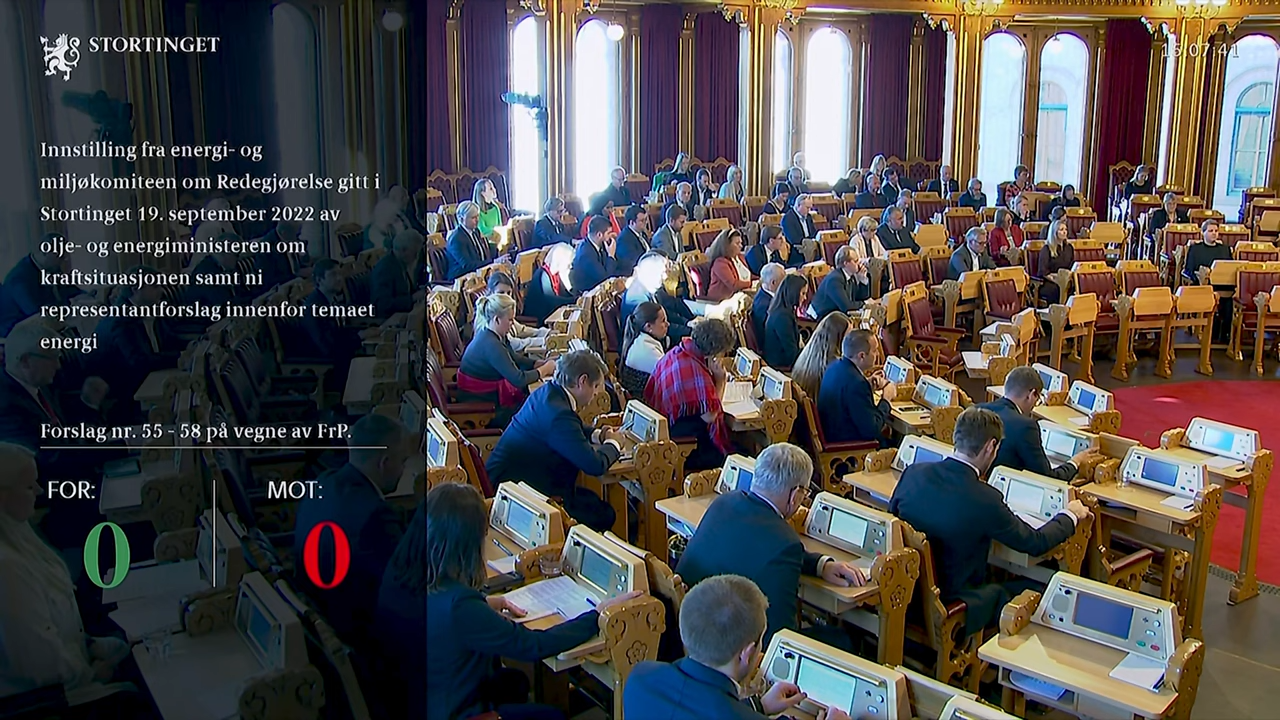 STORTINGET
15:07:41
Innstilling fra energi- og
miljøkomiteen om Redegjørelse gitt i
Stortinget 19. september 2022 av
olje- og energiministeren om
kraftsituasjonen samt ni
representantforslag innenfor temaet
energi
Forslag nr. 55 - 58 på vegne av FrP.
FOR: MOT:
0 0